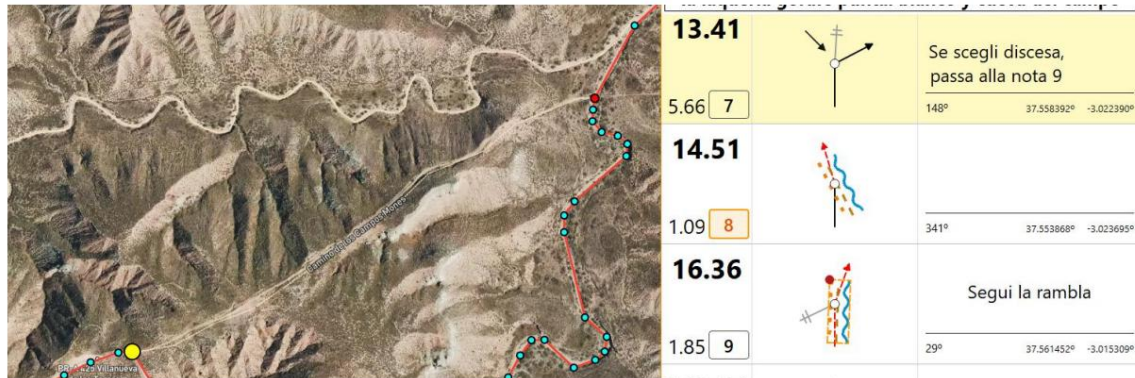 13.41
Se scegli discesa,
passa alla nota 9
5.66 7
148º 37.558392º -3.022390º
14.51
1.09 8
341º 37.553868º -3.023695º
16.36
Segui la rambla
1.85 9
29º 37.561452º -3.015309º
Villanueva